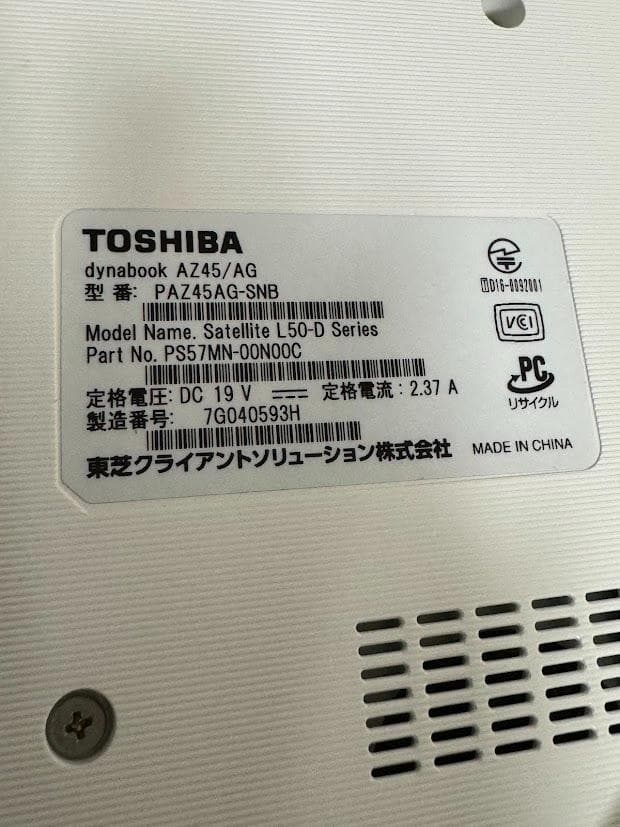 TOSHIBA
dynabook AZ45/AG
型 番: PAZ45AG-SNB
Model Name. Satellite L50-D Series
Part No. PS57MN-00N00C
定格電圧: DC 19 V 定格電流: 2.37 A
製造番号: 7G040593H
東芝クライアントソリューション株式会社
MADE IN CHINA
D16-0092001
VCI
PC
リサイクル